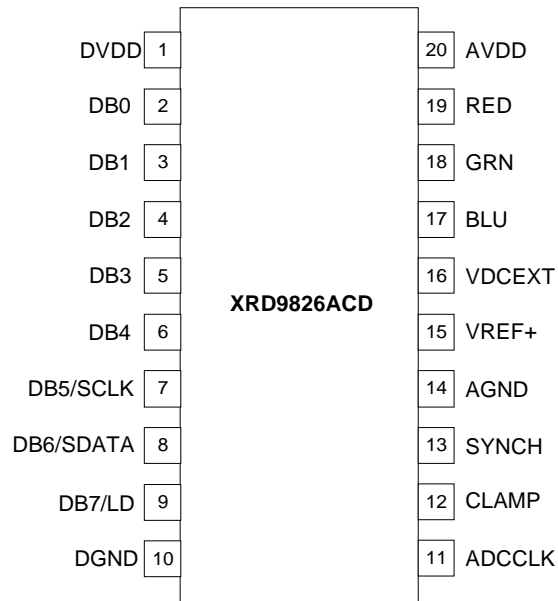 DVDD 1 20 AVDD
DB0 2 19 RED
DB1 3 18 GRN
DB2 4 17 BLU
DB3 5 16 VDCEXT
XRD9826ACD
DB4 6 15 VREF+
DB5/SCLK 7 14 AGND
DB6/SDATA 8 13 SYNCH
DB7/LD 9 12 CLAMP
DGND 10 11 ADCCLK